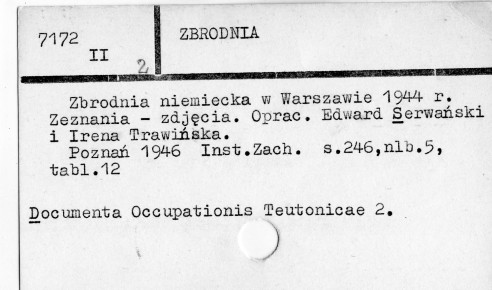 7172
II
2
ZBRODNIA
Zbrodnia niemiecka w Warszawie 1944 r.
Zeznania - zdjęcia. Oprac. Edward Serwański
i Irena Trawińska.
Poznań 1946 Inst.Zach. s.246,nlb.5,
tabl.12
Documenta Occupationis Teutonicae 2.